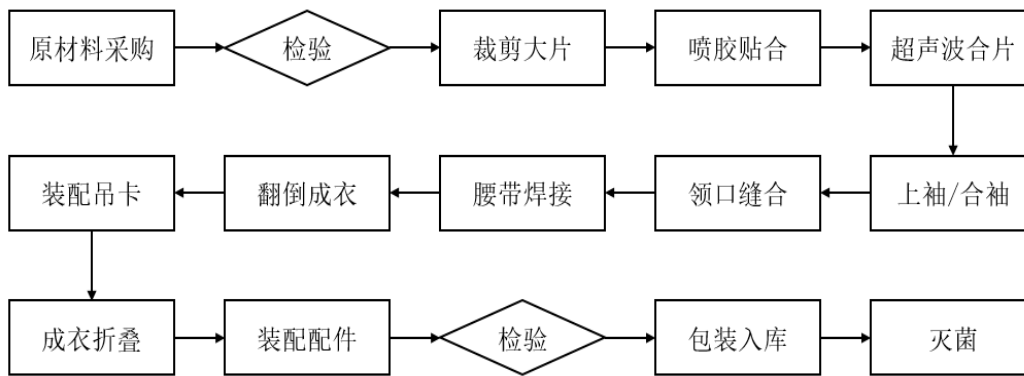 原材料采购
检验
裁剪大片
喷胶贴合
超声波合片
上袖/合袖
领口缝合
腰带焊接
翻倒成衣
装配吊卡
成衣折叠
装配配件
检验
包装入库
灭菌